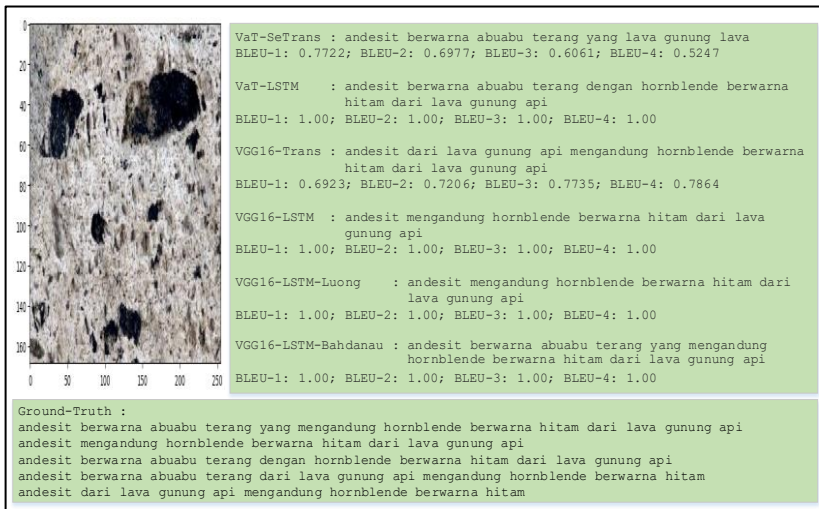 VaT-SeTrans : andesit berwarna abuabu terang yang lava gunung lava
BLEU-1: 0.7722; BLEU-2: 0.6977; BLEU-3: 0.6061; BLEU-4: 0.5247
VaT-LSTM : andesit berwarna abuabu terang dengan hornblende berwarna
hitam dari lava gunung api
BLEU-1: 1.00; BLEU-2: 1.00; BLEU-3: 1.00; BLEU-4: 1.00
VGG16-Trans : andesit dari lava gunung api mengandung hornblende berwarna
hitam dari lava gunung api
BLEU-1: 0.6923; BLEU-2: 0.7206; BLEU-3: 0.7735; BLEU-4: 0.7864
VGG16-LSTM : andesit mengandung hornblende berwarna hitam dari lava
gunung api
BLEU-1: 1.00; BLEU-2: 1.00; BLEU-3: 1.00; BLEU-4: 1.00
VGG16-LSTM-Luong : andesit mengandung hornblende berwarna hitam dari
lava gunung api
BLEU-1: 1.00; BLEU-2: 1.00; BLEU-3: 1.00; BLEU-4: 1.00
VGG16-LSTM-Bahdanau : andesit berwarna abuabu terang yang mengandung
hornblende berwarna hitam dari lava gunung api
BLEU-1: 1.00; BLEU-2: 1.00; BLEU-3: 1.00; BLEU-4: 1.00
0
20
40
60
80
100
120
140
160
0 50 100 150 200 250
Ground-Truth :
andesit berwarna abuabu terang yang mengandung hornblende berwarna hitam dari lava gunung api
andesit mengandung hornblende berwarna hitam dari lava gunung api
andesit berwarna abuabu terang dengan hornblende berwarna hitam dari lava gunung api
andesit berwarna abuabu terang dari lava gunung api mengandung hornblende berwarna hitam
andesit dari lava gunung api mengandung hornblende berwarna hitam